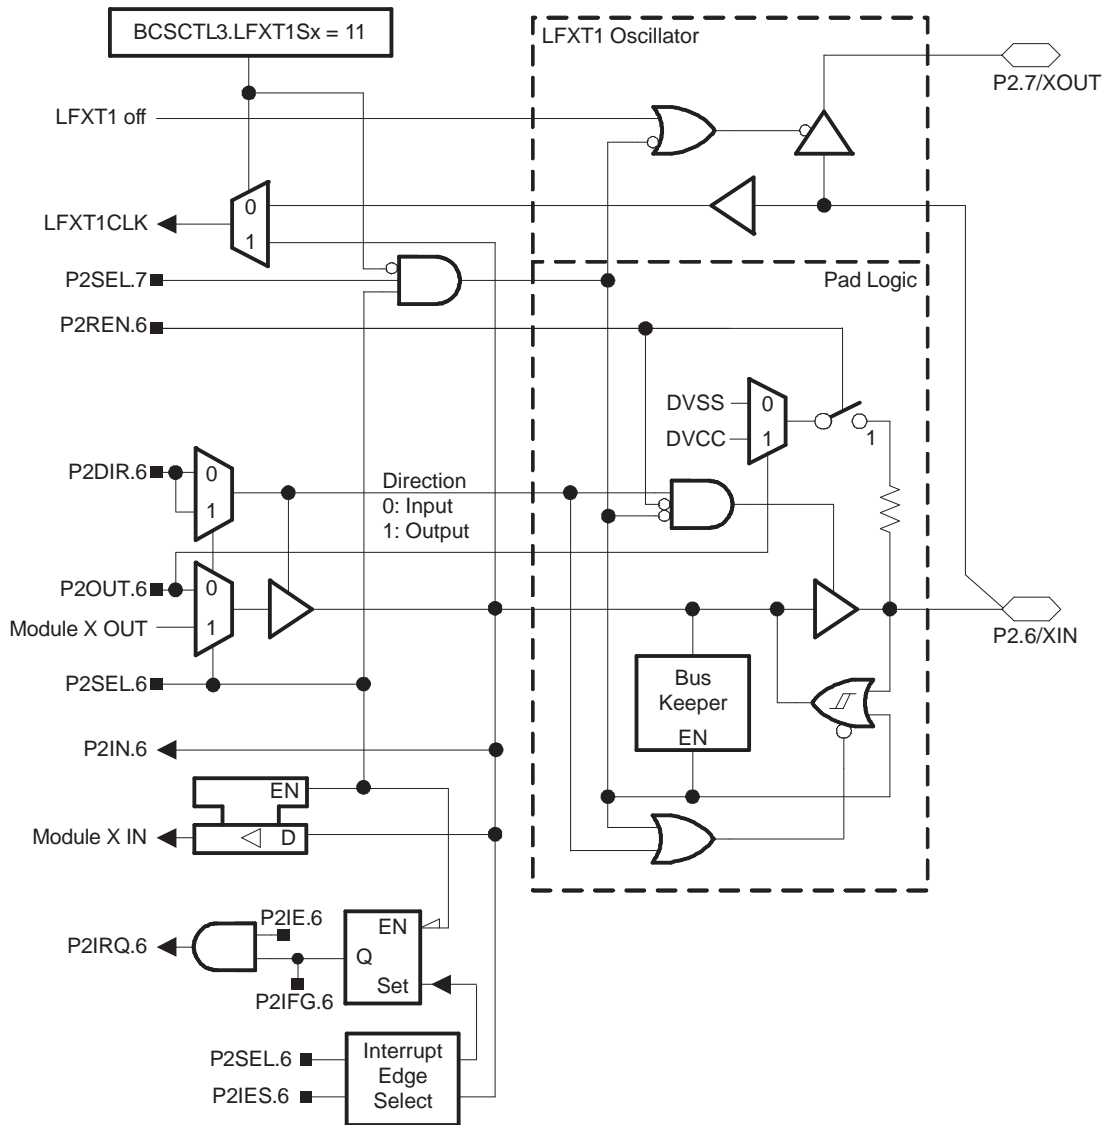 BCSCTL3.LFXT1Sx = 11
LFXT1 Oscillator
P2.7/XOUT
LFXT1 off
LFXT1CLK
0
1
P2SEL.7
Pad Logic
P2REN.6
DVSS
0
DVCC
1
1
P2DIR.6
0
1
Direction
0: Input
1: Output
P2OUT.6
0
Module X OUT
1
P2.6/XIN
P2SEL.6
Bus
Keeper
EN
P2IN.6
EN
Module X IN
D
P2IE.6
P2IRQ.6
EN
Q
Set
P2IFG.6
P2SEL.6
P2IES.6
Interrupt
Edge
Select